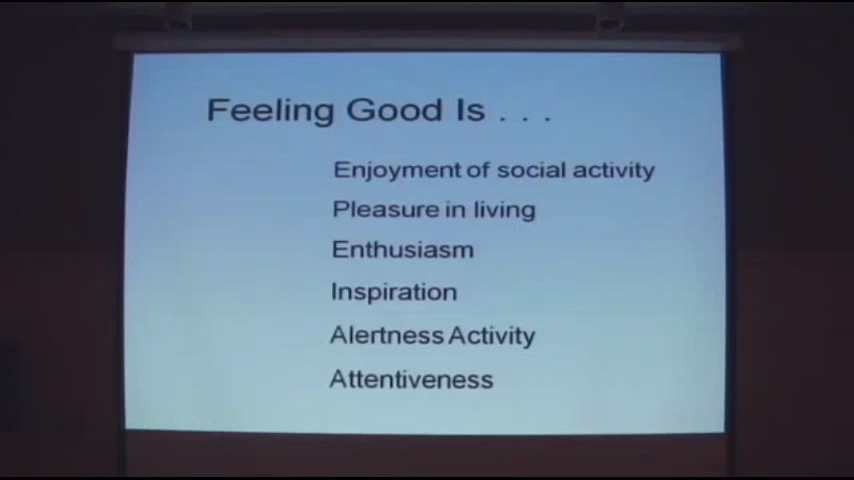 Feeling Good Is . . .
Enjoyment of social activity
Pleasure in living
Enthusiasm
Inspiration
Alertness Activity
Attentiveness